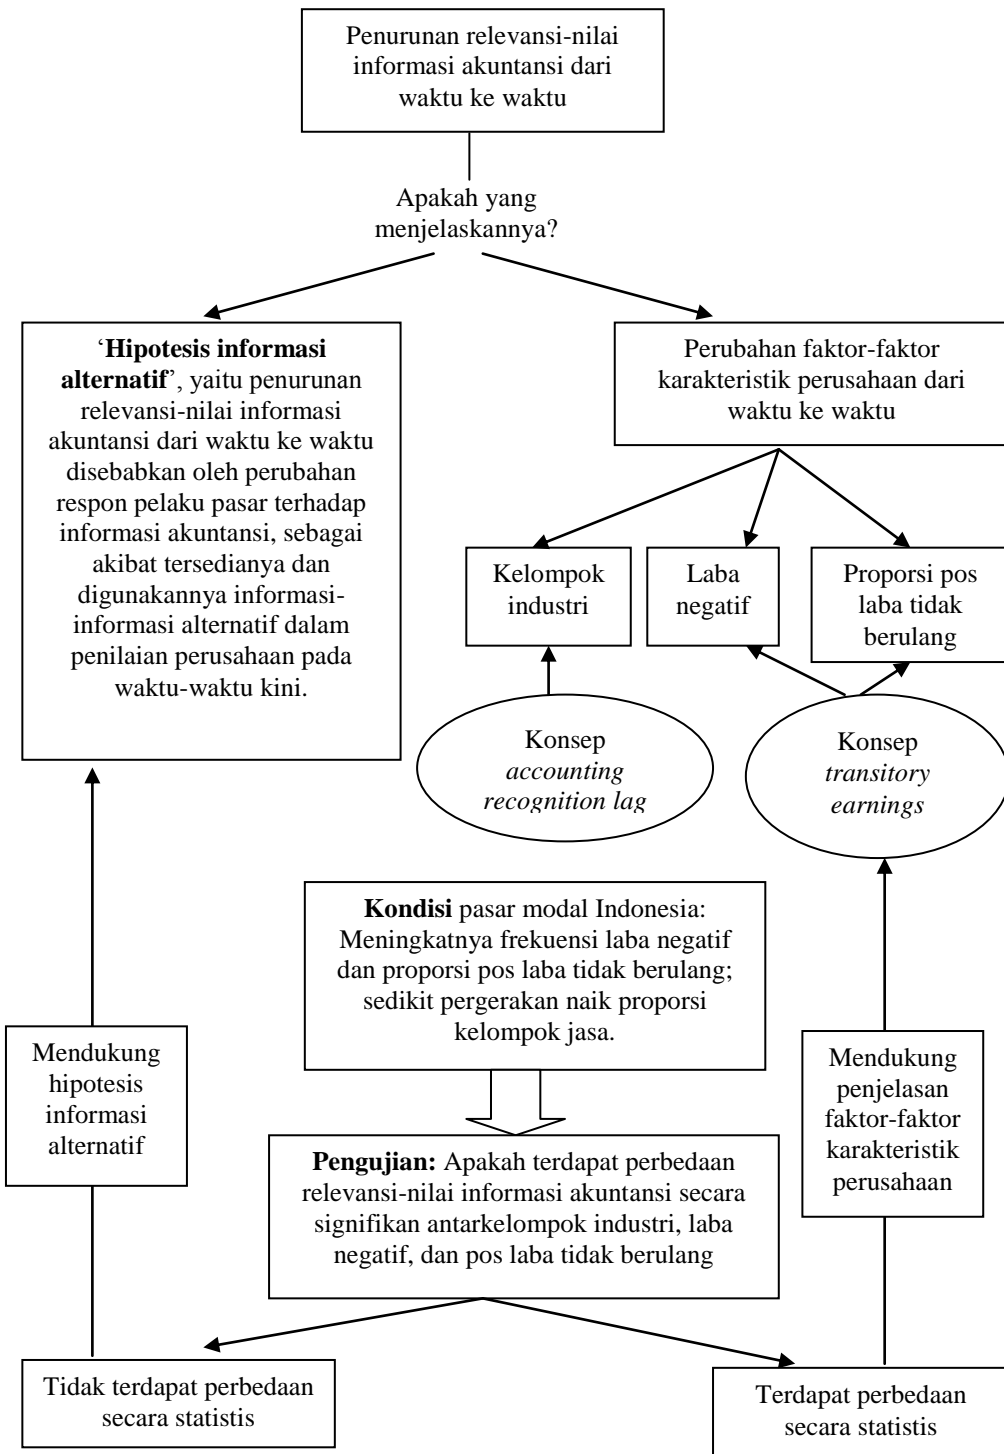 Penurunan relevansi-nilai
informasi akuntansi dari
waktu ke waktu
Apakah yang
menjelaskannya?
‘Hipotesis informasi
alternatif’, yaitu penurunan
relevansi-nilai informasi
akuntansi dari waktu ke waktu
disebabkan oleh perubahan
respon pelaku pasar terhadap
informasi akuntansi, sebagai
akibat tersedianya dan
digunakannya informasi-
informasi alternatif dalam
penilaian perusahaan pada
waktu-waktu kini.
Perubahan faktor-faktor
karakteristik perusahaan dari
waktu ke waktu
Kelompok
industri
Laba
negatif
Proporsi pos
laba tidak
berulang
Konsep
accounting
recognition lag
Konsep
transitory
earnings
Kondisi pasar modal Indonesia:
Meningkatnya frekuensi laba negatif
dan proporsi pos laba tidak berulang;
sedikit pergerakan naik proporsi
kelompok jasa.
Mendukung
hipotesis
informasi
alternatif
Mendukung
penjelasan
faktor-faktor
karakteristik
perusahaan
Pengujian: Apakah terdapat perbedaan
relevansi-nilai informasi akuntansi secara
signifikan antarkelompok industri, laba
negatif, dan pos laba tidak berulang
Tidak terdapat perbedaan
secara statistis
Terdapat perbedaan
secara statistis